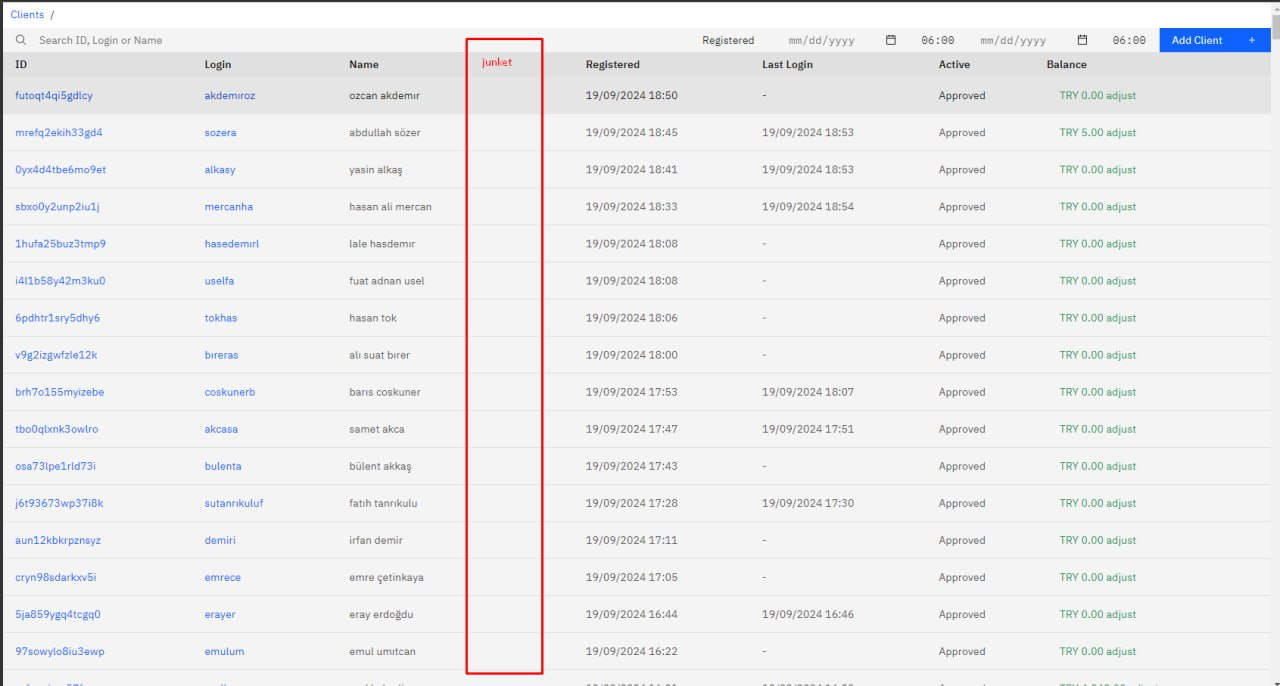 Clients /
Search ID, Login or Name Registered mm/dd/yyyy 06:00 mm/dd/yyyy 06:00 Add Client +
ID Login Name junket Registered Last Login Active Balance
futoqt4qi5gdlcy akdemıroz ozcan akdemır 19/09/2024 18:50 - Approved TRY 0.00 adjust
mrefq2ekih33gd4 sozera abdullah sözer 19/09/2024 18:45 19/09/2024 18:53 Approved TRY 5.00 adjust
0yx4d4tbe6mo9et alkasy yasin alkaş 19/09/2024 18:41 19/09/2024 18:53 Approved TRY 0.00 adjust
sbxo0y2unp2iu1j mercanha hasan ali mercan 19/09/2024 18:33 19/09/2024 18:54 Approved TRY 0.00 adjust
1hufa25buz3tmp9 hasedemırl lale hasdemır 19/09/2024 18:08 - Approved TRY 0.00 adjust
i4l1b58y42m3ku0 uselfa fuat adnan usel 19/09/2024 18:08 - Approved TRY 0.00 adjust
6pdhtr1sry5dhy6 tokhas hasan tok 19/09/2024 18:06 - Approved TRY 0.00 adjust
v9g2izgwfzle12k bıreras alı suat bırer 19/09/2024 18:00 - Approved TRY 0.00 adjust
brh7o155myizebe coskunerb barıs coskuner 19/09/2024 17:53 19/09/2024 18:07 Approved TRY 0.00 adjust
tbo0qlxnk3owlro akcasa samet akca 19/09/2024 17:47 19/09/2024 17:51 Approved TRY 0.00 adjust
osa73lpe1rld73i bulenta bülent akkaş 19/09/2024 17:43 - Approved TRY 0.00 adjust
j6t93673wp37i8k sutanrıkuluf fatıh tanrıkulu 19/09/2024 17:28 19/09/2024 17:30 Approved TRY 0.00 adjust
aun12kbkrpznsyz demiri irfan demir 19/09/2024 17:11 - Approved TRY 0.00 adjust
cryn98sdarkxv5i emrece emre çetinkaya 19/09/2024 17:05 - Approved TRY 0.00 adjust
5ja859ygq4tcgq0 erayer eray erdoğdu 19/09/2024 16:44 19/09/2024 16:46 Approved TRY 0.00 adjust
97sowylo8iu3ewp emulum emul umıtcan 19/09/2024 16:22 - Approved TRY 0.00 adjust